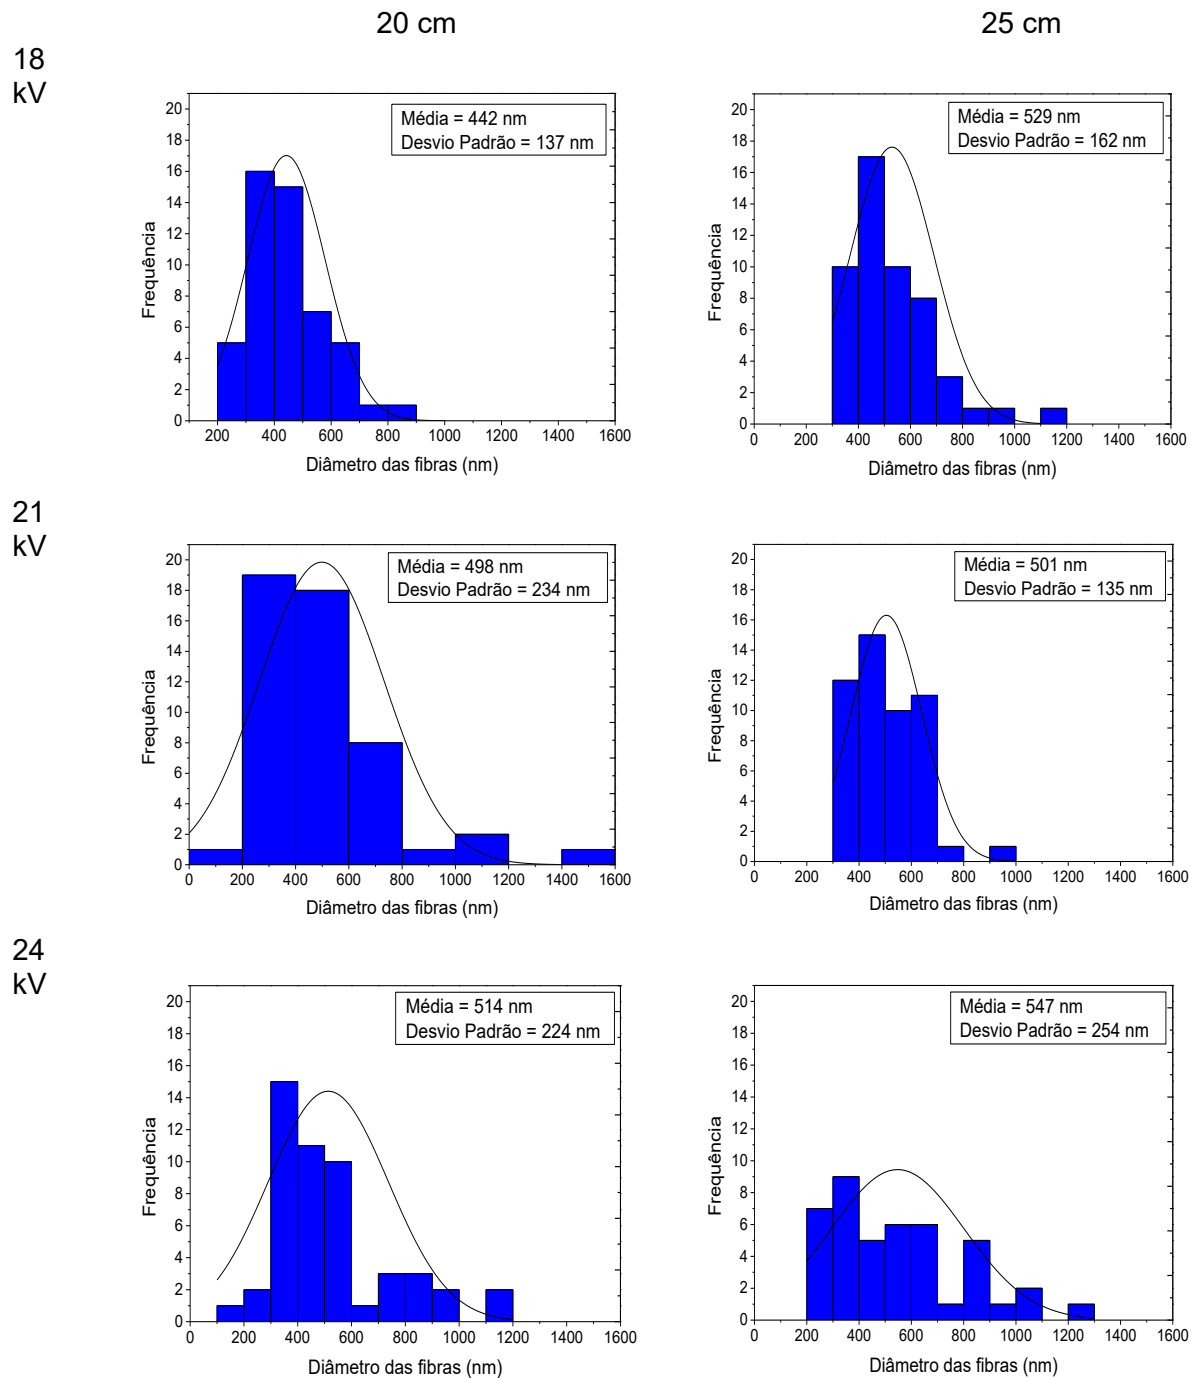 20 cm
25 cm
18
kV
Média = 442 nm
Desvio Padrão = 137 nm
20
18
16
14
12
10
8
6
4
2
0
Frequência
200 400 600 800 1000 1200 1400 1600
Diâmetro das fibras (nm)
Média = 529 nm
Desvio Padrão = 162 nm
20
18
16
14
12
10
8
6
4
2
0
Frequência
0 200 400 600 800 1000 1200 1400 1600
Diâmetro das fibras (nm)
21
kV
Média = 498 nm
Desvio Padrão = 234 nm
20
18
16
14
12
10
8
6
4
2
0
Frequência
0 200 400 600 800 1000 1200 1400 1600
Diâmetro das fibras (nm)
Média = 501 nm
Desvio Padrão = 135 nm
20
18
16
14
12
10
8
6
4
2
0
Frequência
0 200 400 600 800 1000 1200 1400 1600
Diâmetro das fibras (nm)
24
kV
Média = 514 nm
Desvio Padrão = 224 nm
20
18
16
14
12
10
8
6
4
2
0
Frequência
0 200 400 600 800 1000 1200 1400 1600
Diâmetro das fibras (nm)
Média = 547 nm
Desvio Padrão = 254 nm
20
18
16
14
12
10
8
6
4
2
0
Frequência
0 200 400 600 800 1000 1200 1400 1600
Diâmetro das fibras (nm)